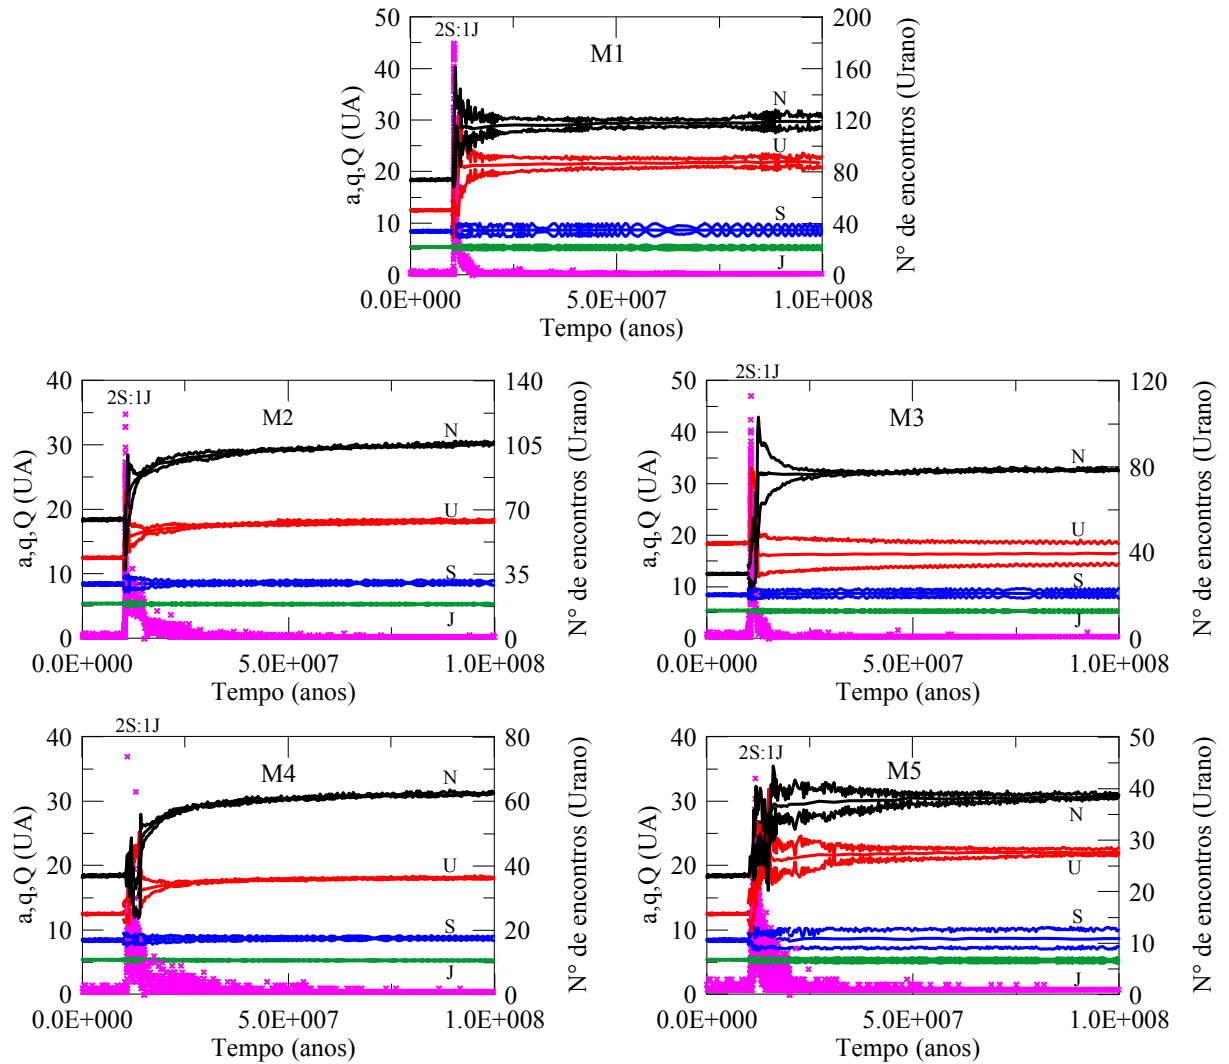 50
200
2S:1J
M1
40
160
N
30
120
U
20
80
S
10
40
J
0
0
0.0E+000
5.0E+007
1.0E+008
Tempo (anos)
a,q,Q (UA)
N° de encontros (Urano)
40
140
2S:1J
M2
N
30
105
U
20
70
S
10
35
J
0
0
0.0E+000
5.0E+007
1.0E+008
Tempo (anos)
a,q,Q (UA)
N° de encontros (Urano)
2S:1J
50
120
M3
40
N
80
30
U
20
40
S
10
J
0
0
0.0E+000
5.0E+007
1.0E+008
Tempo (anos)
a,q,Q (UA)
N° de encontros (Urano)
2S:1J
40
80
M4
N
30
60
U
20
40
S
10
20
J
0
0
0.0E+000
5.0E+007
1.0E+008
Tempo (anos)
a,q,Q (UA)
N° de encontros (Urano)
40
50
2S:1J
M5
40
30
N
30
U
20
20
S
10
10
J
0
0
0.0E+000
5.0E+007
1.0E+008
Tempo (anos)
a,q,Q (UA)
N° de encontros (Urano)